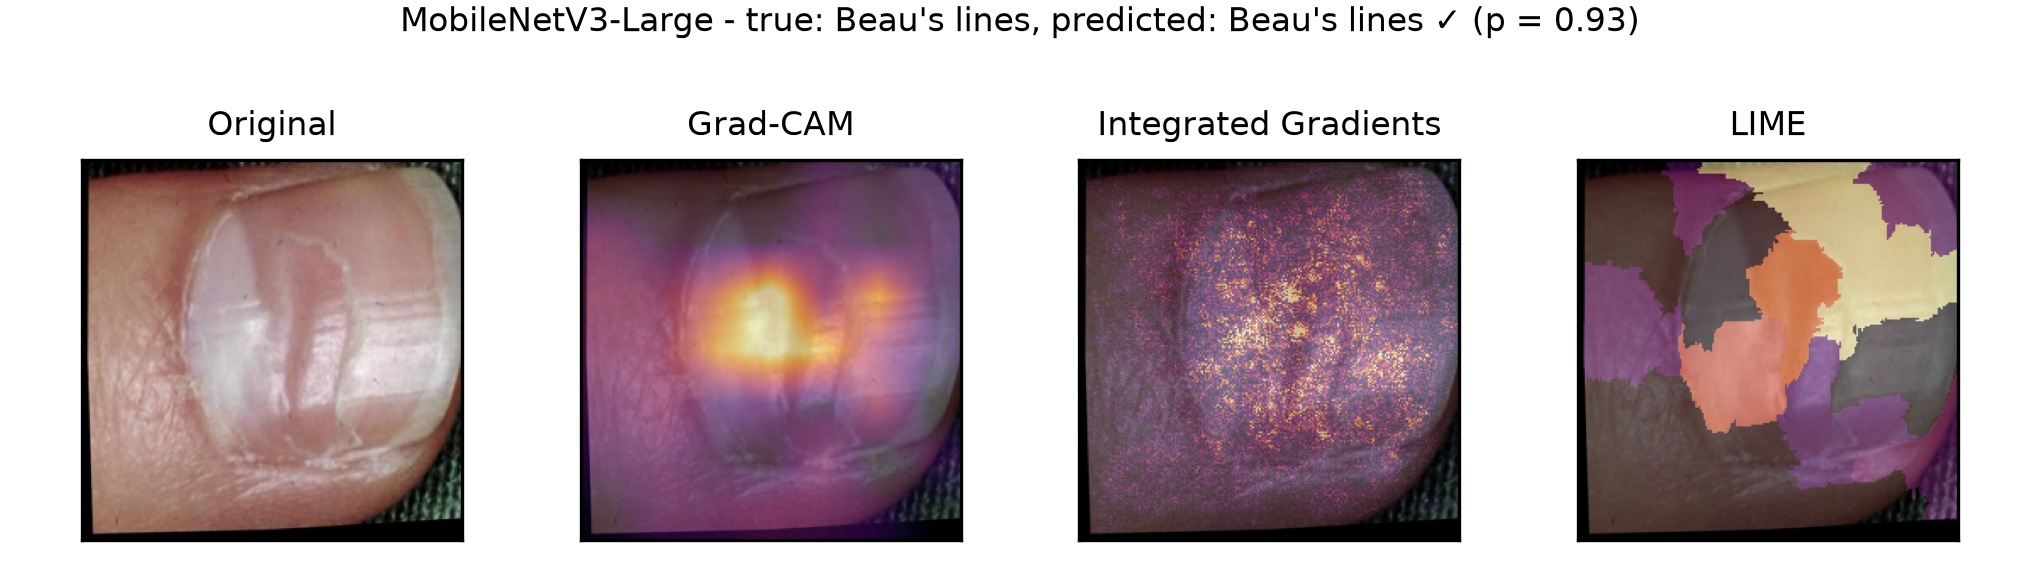 MobileNetV3-Large - true: Beau's lines, predicted: Beau's lines ✓ (p = 0.93)
Original
Grad-CAM
Integrated Gradients
LIME